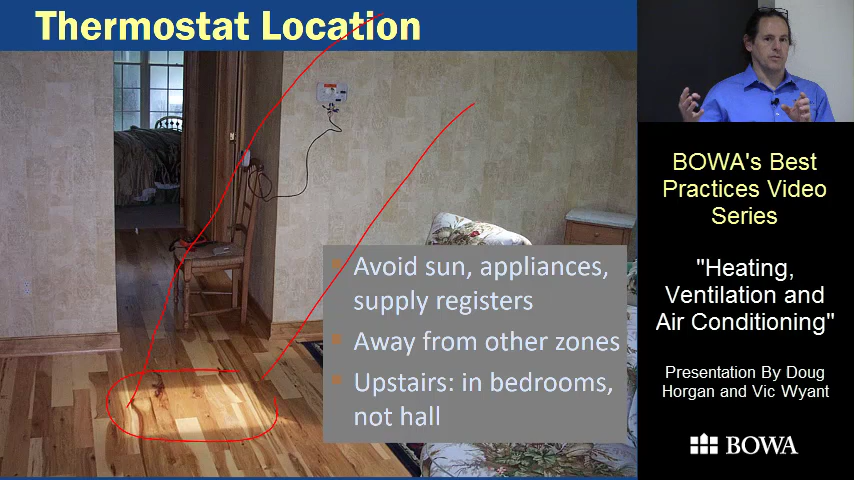 Thermostat Location
Avoid sun, appliances,
supply registers
Away from other zones
Upstairs: in bedrooms,
not hall
BOWA's Best
Practices Video
Series
"Heating,
Ventilation and
Air Conditioning"
Presentation By Doug
Horgan and Vic Wyant
BOWA